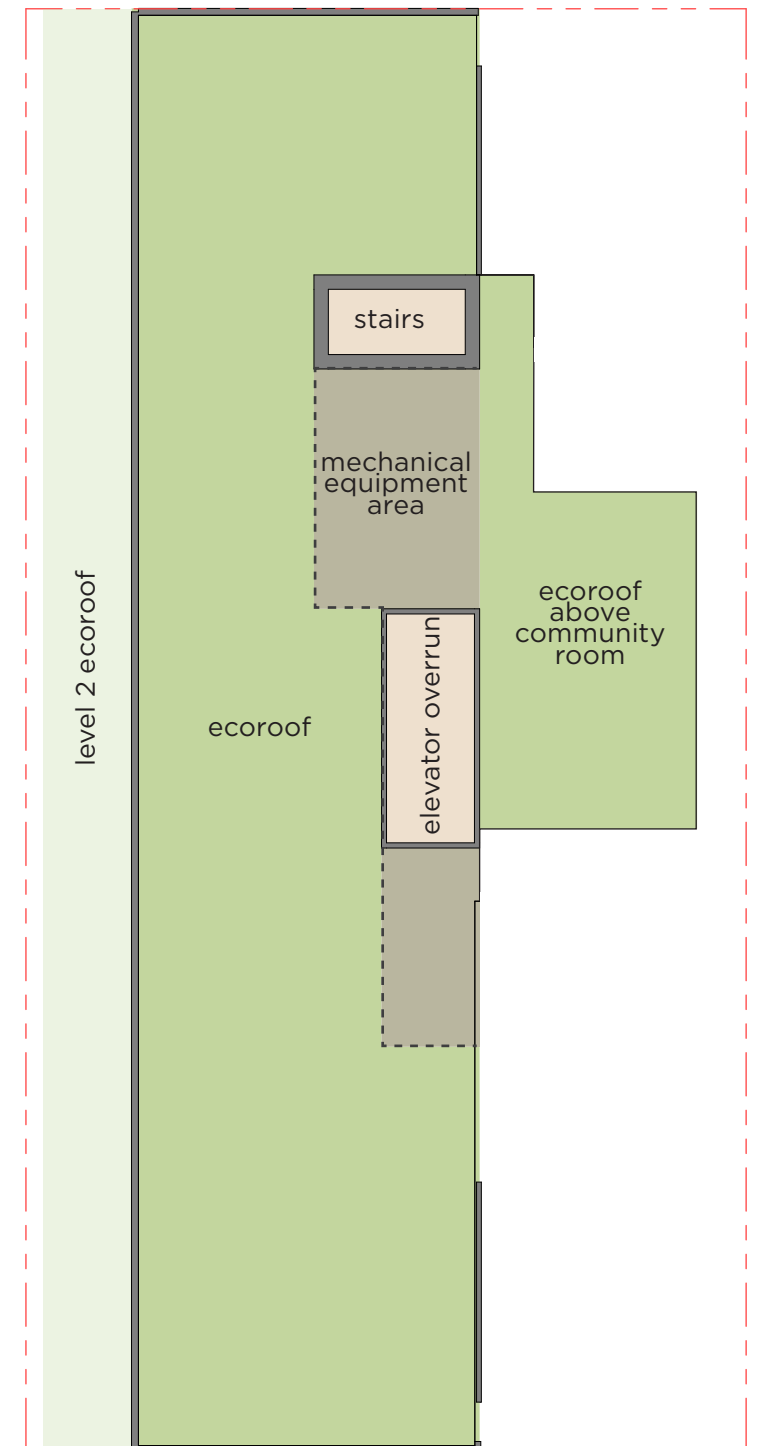 stairs
mechanical
equipment
area
ecoroof
above
community
room
level 2 ecoroof
elevator overrun
ecoroof